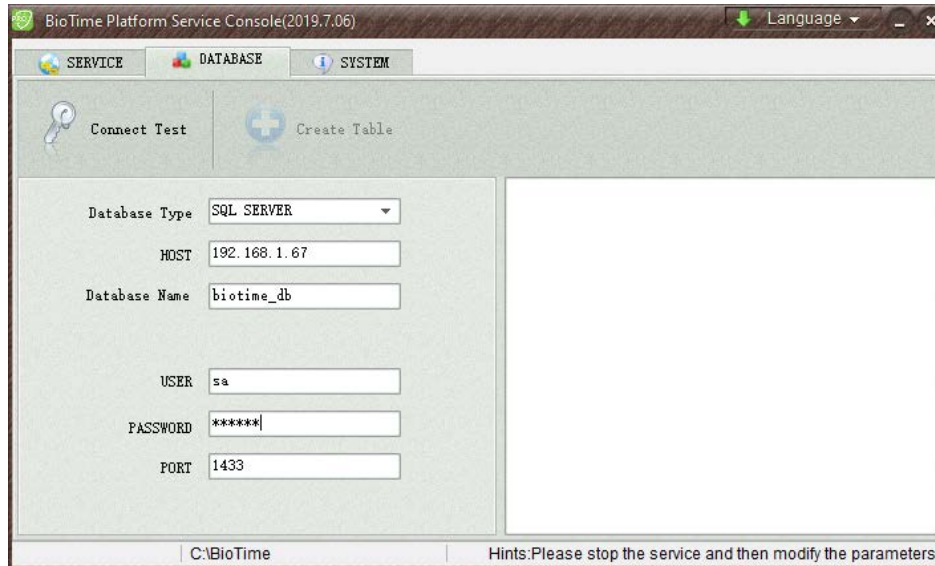 BioTime Platform Service Console(2019.7.06)
Language
SERVICE
DATABASE
SYSTEM
Connect Test
Create Table
Database Type SQL SERVER
HOST 192.168.1.67
Database Name biotime_db
USER sa
PASSWORD ******
PORT 1433
C:\BioTime
Hints:Please stop the service and then modify the parameters